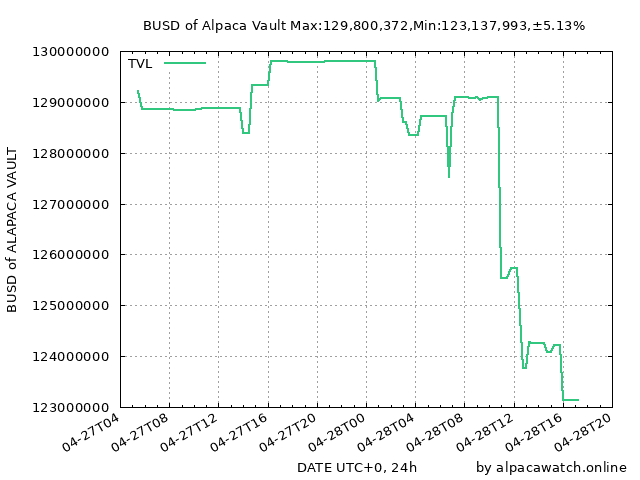 BUSD of Alpaca Vault Max:129,800,372,Min:123,137,993,±5.13%
TVL
BUSD of ALAPACA VAULT
130000000
129000000
128000000
127000000
126000000
125000000
124000000
123000000
04-27T04
04-27T08
04-27T12
04-27T16
04-27T20
04-28T00
04-28T04
04-28T08
04-28T12
04-28T16
04-28T20
DATE UTC+0, 24h
by alpacawatch.online